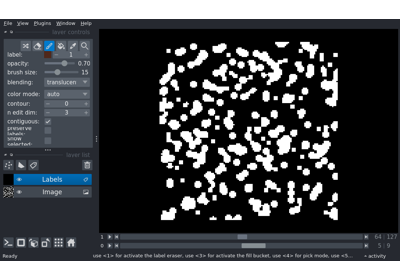 File View Plugins Window Help
layer controls
label: 1
opacity: 0.70
brush size: 15
blending: translucen
color mode: auto
contour: 0
n edit dim: 3
contiguous:
preserve
labels:
show
selected:
layer list
Labels
Image
1 64 127
0 5 9
Ready use <1> for activate the label eraser, use <3> for activate the fill bucket, use <4> for pick mode, use <5... activity